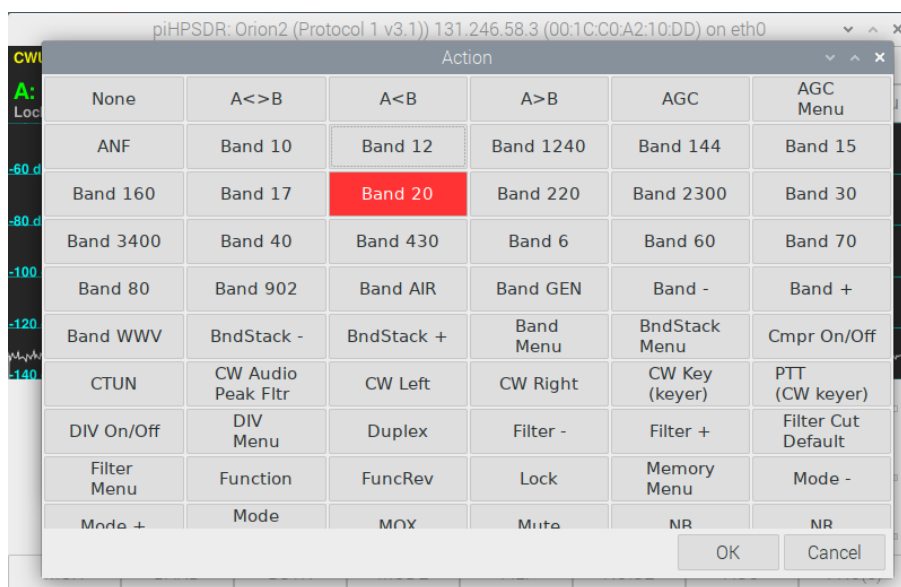 piHPSDR: Orion2 (Protocol 1 v3.1)) 131.246.58.3 (00:1C:C0:A2:10:DD) on eth0
Action
CWU
A:
None A<>B A<B A>B AGC AGC Menu
ANF Band 10 Band 12 Band 1240 Band 144 Band 15
-60 d
Band 160 Band 17 Band 20 Band 220 Band 2300 Band 30
-80 d
Band 3400 Band 40 Band 430 Band 6 Band 60 Band 70
-100
Band 80 Band 902 Band AIR Band GEN Band - Band +
-120
Band WWV BndStack - BndStack + Band Menu BndStack Menu Cmpr On/Off
-140
CTUN CW Audio Peak Fltr CW Left CW Right CW Key (keyer) PTT (CW keyer)
DIV On/Off DIV Menu Duplex Filter - Filter + Filter Cut Default
Filter Menu Function FuncRev Lock Memory Menu Mode -
Mode + Mode MOX Mute NB NR
OK Cancel